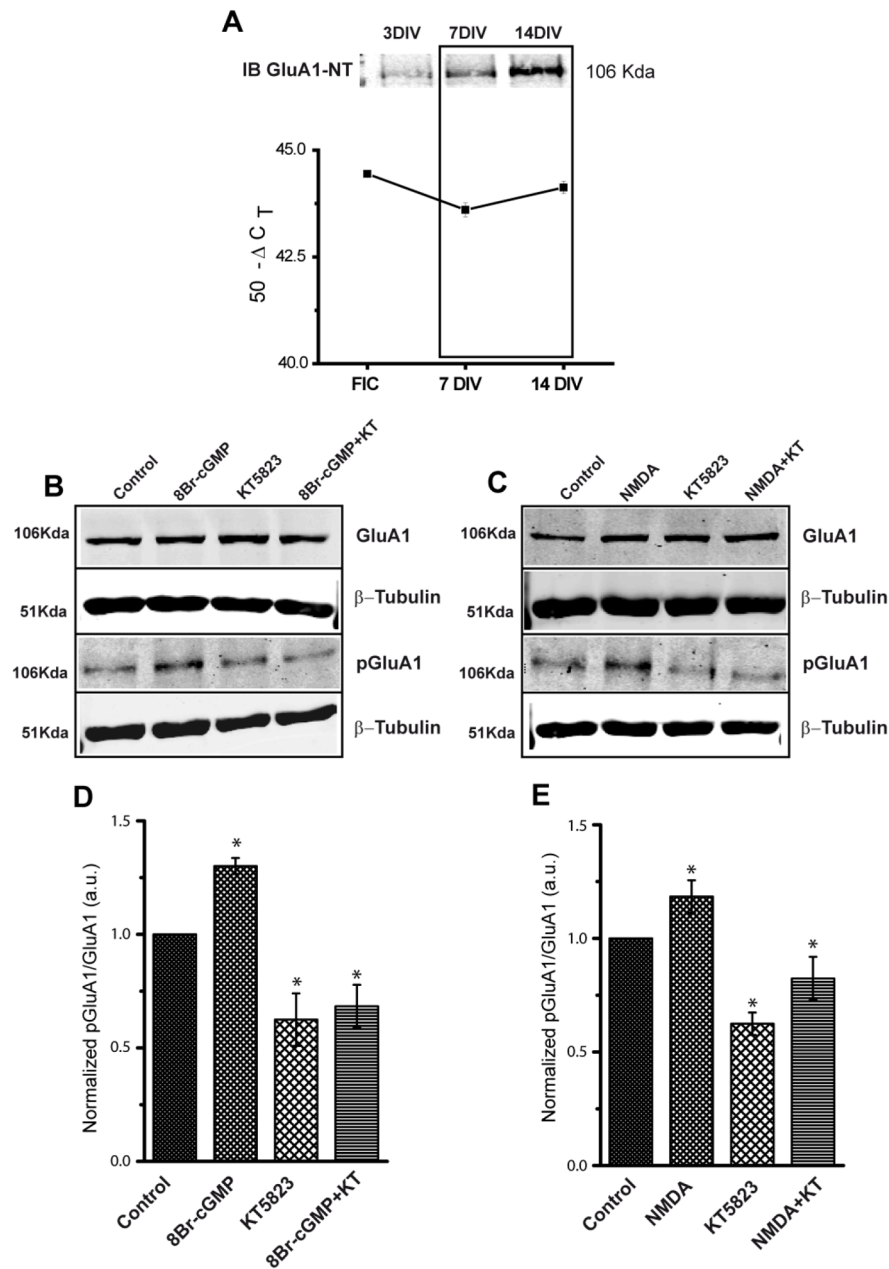 A
3DIV 7DIV 14DIV
IB GluA1-NT
106 Kda
45.0
42.5
40.0
50 - Δ C T
FIC 7 DIV 14 DIV
B
Control 8Br-cGMP KT5823 8Br-cGMP+KT
106Kda GluA1
51Kda β–Tubulin
106Kda pGluA1
51Kda β–Tubulin
C
Control NMDA KT5823 NMDA+KT
106Kda GluA1
51Kda β–Tubulin
106Kda pGluA1
51Kda β–Tubulin
D
1.5
1.0
0.5
0.0
Normalized pGluA1/GluA1 (a.u.)
* * *
Control 8Br-cGMP KT5823 8Br-cGMP+KT
E
1.5
1.0
0.5
0.0
Normalized pGluA1/GluA1 (a.u.)
* * *
Control NMDA KT5823 NMDA+KT